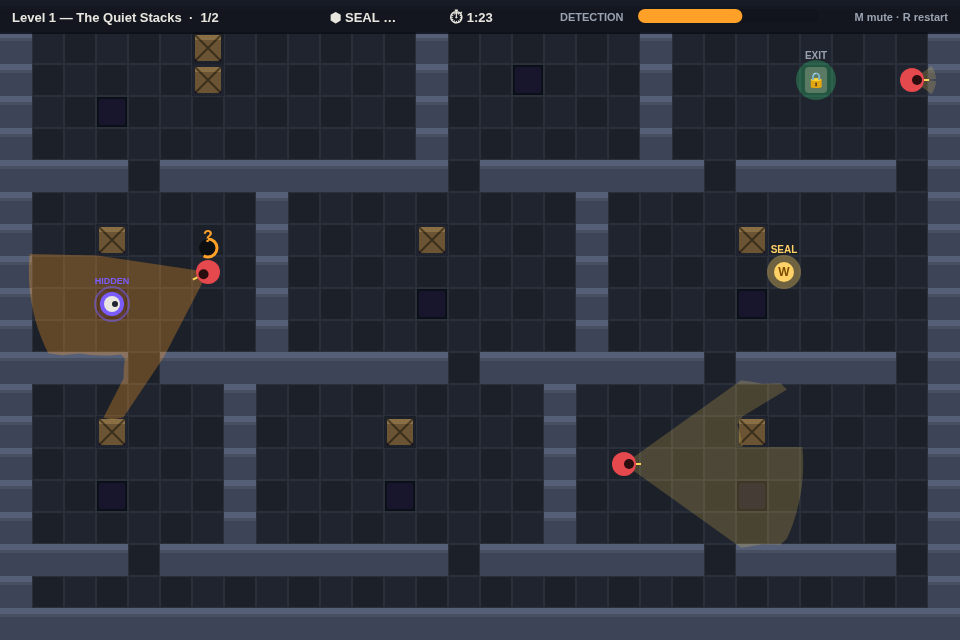 Level 1 — The Quiet Stacks · 1/2
⬢ SEAL …
⏱ 1:23
DETECTION
M mute · R restart
EXIT
?
SEAL
W
HIDDEN